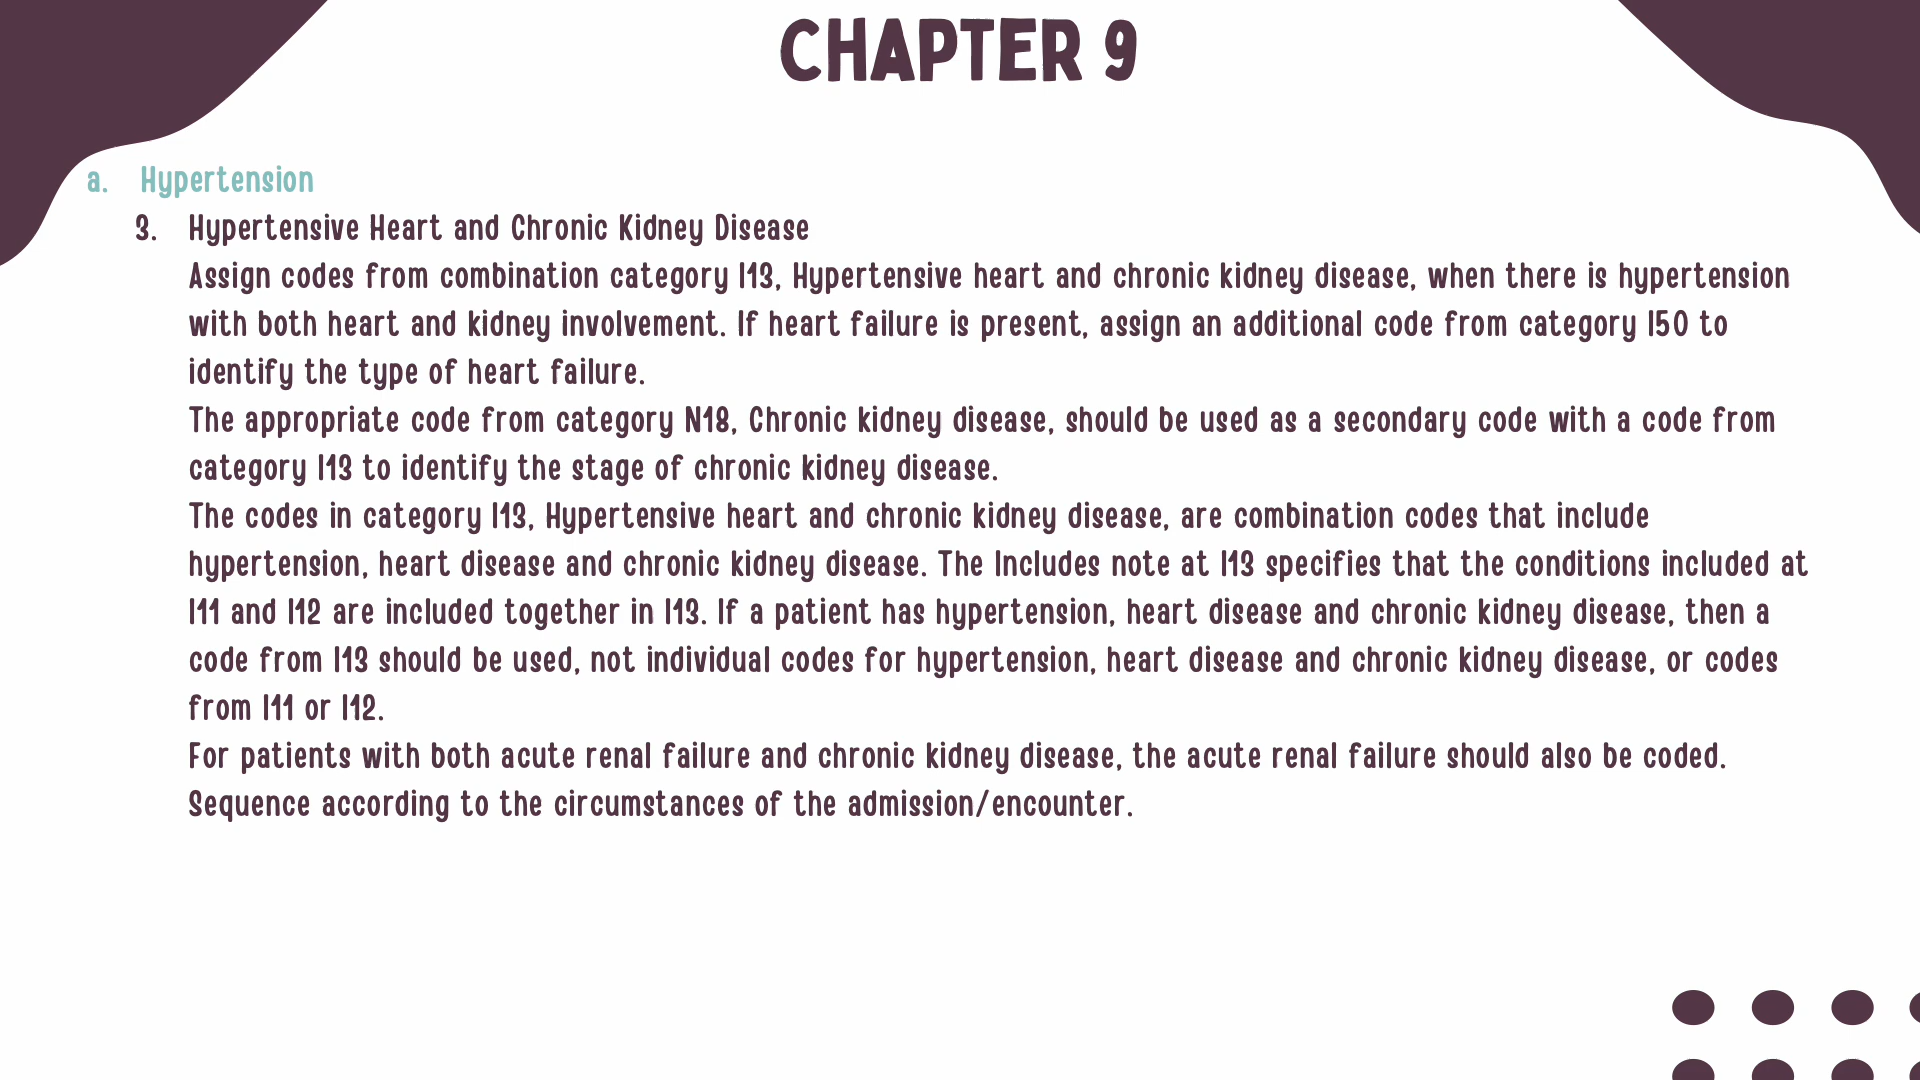 CHAPTER 9
a. Hypertension
3. Hypertensive Heart and Chronic Kidney Disease
Assign codes from combination category I13, Hypertensive heart and chronic kidney disease, when there is hypertension
with both heart and kidney involvement. If heart failure is present, assign an additional code from category I50 to
identify the type of heart failure.
The appropriate code from category N18, Chronic kidney disease, should be used as a secondary code with a code from
category I13 to identify the stage of chronic kidney disease.
The codes in category I13, Hypertensive heart and chronic kidney disease, are combination codes that include
hypertension, heart disease and chronic kidney disease. The Includes note at I13 specifies that the conditions included at
I11 and I12 are included together in I13. If a patient has hypertension, heart disease and chronic kidney disease, then a
code from I13 should be used, not individual codes for hypertension, heart disease and chronic kidney disease, or codes
from I11 or I12.
For patients with both acute renal failure and chronic kidney disease, the acute renal failure should also be coded.
Sequence according to the circumstances of the admission/encounter.